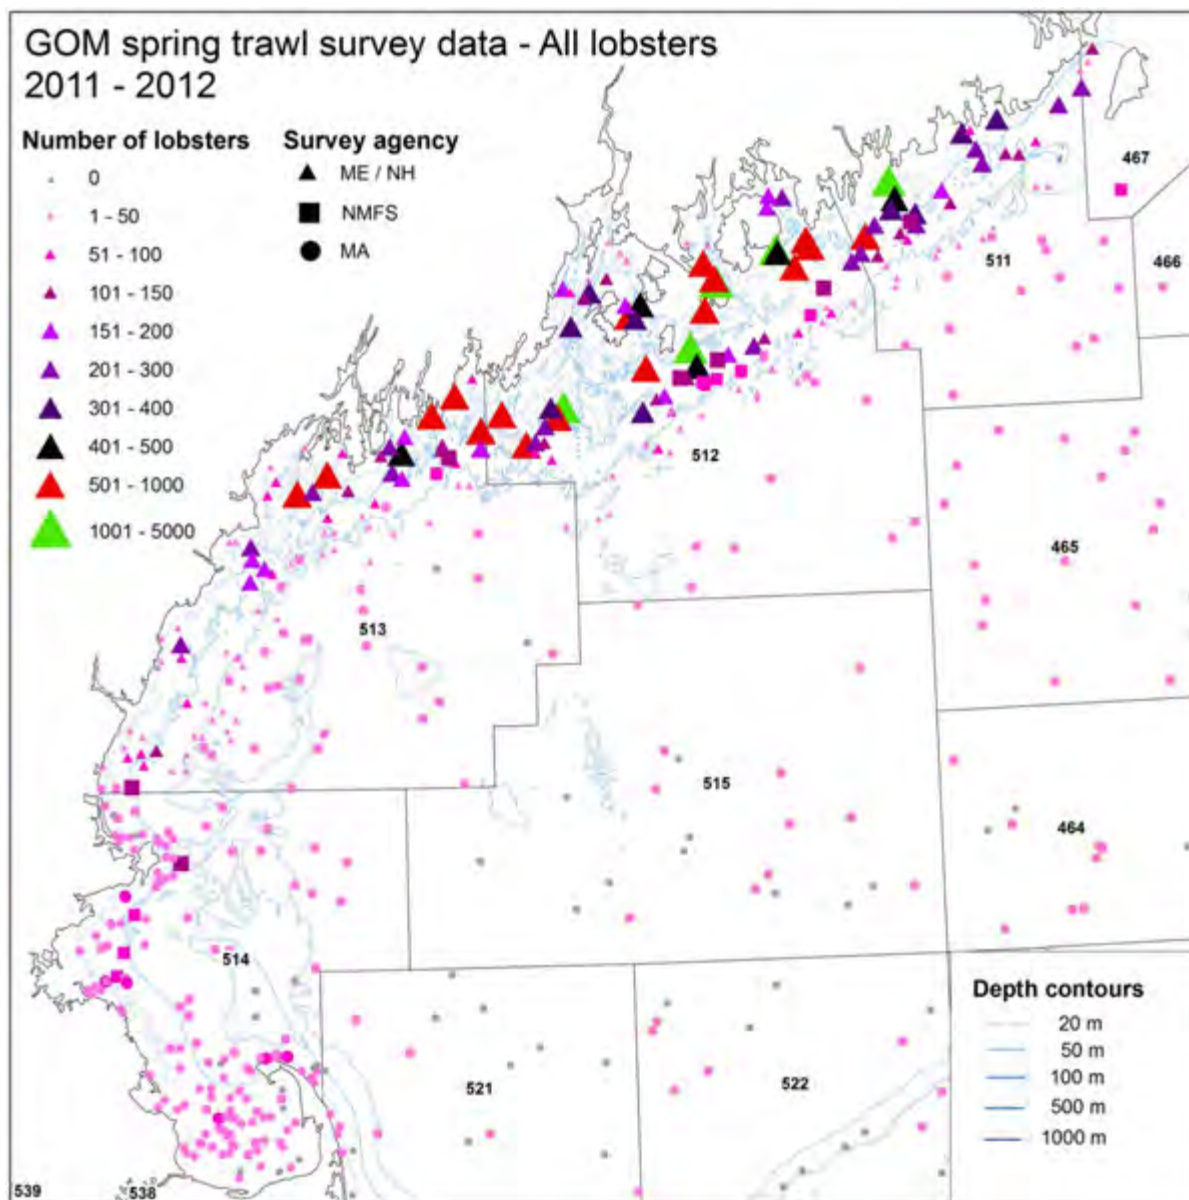 GOM spring trawl survey data - All lobsters
2011 - 2012
Number of lobsters
0
1 - 50
51 - 100
101 - 150
151 - 200
201 - 300
301 - 400
401 - 500
501 - 1000
1001 - 5000
Survey agency
ME / NH
NMFS
MA
467
466
511
512
465
513
515
464
514
521
522
539
538
Depth contours
20 m
50 m
100 m
500 m
1000 m